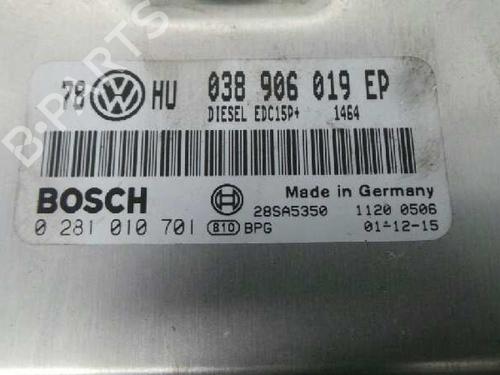 B-PARTS
78 VW HU 038 906 019 EP
DIESEL EDC15P+ 1464
BOSCH
Made in Germany
28SA5350 1120 0506
0 281 010 701 810 BPG 01-12-15